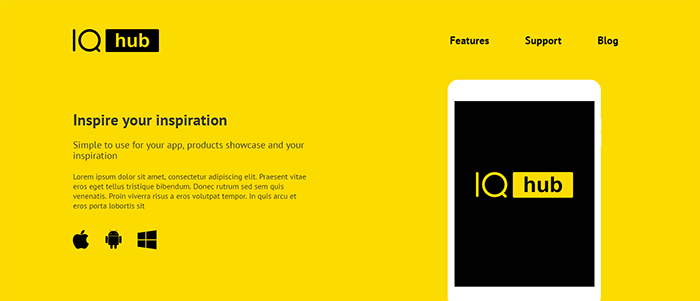 IQ hub
Features Support Blog
Inspire your inspiration
Simple to use for your app, products showcase and your
inspiration
Lorem ipsum dolor sit amet, consectetur adipiscing elit. Praesent vitae
eros eget tellus tristique bibendum. Donec rutrum sed sem quis
venenatis. Proin viverra risus a eros volutpat tempor. In quis arcu et
eros porta lobortis sit
IQ hub